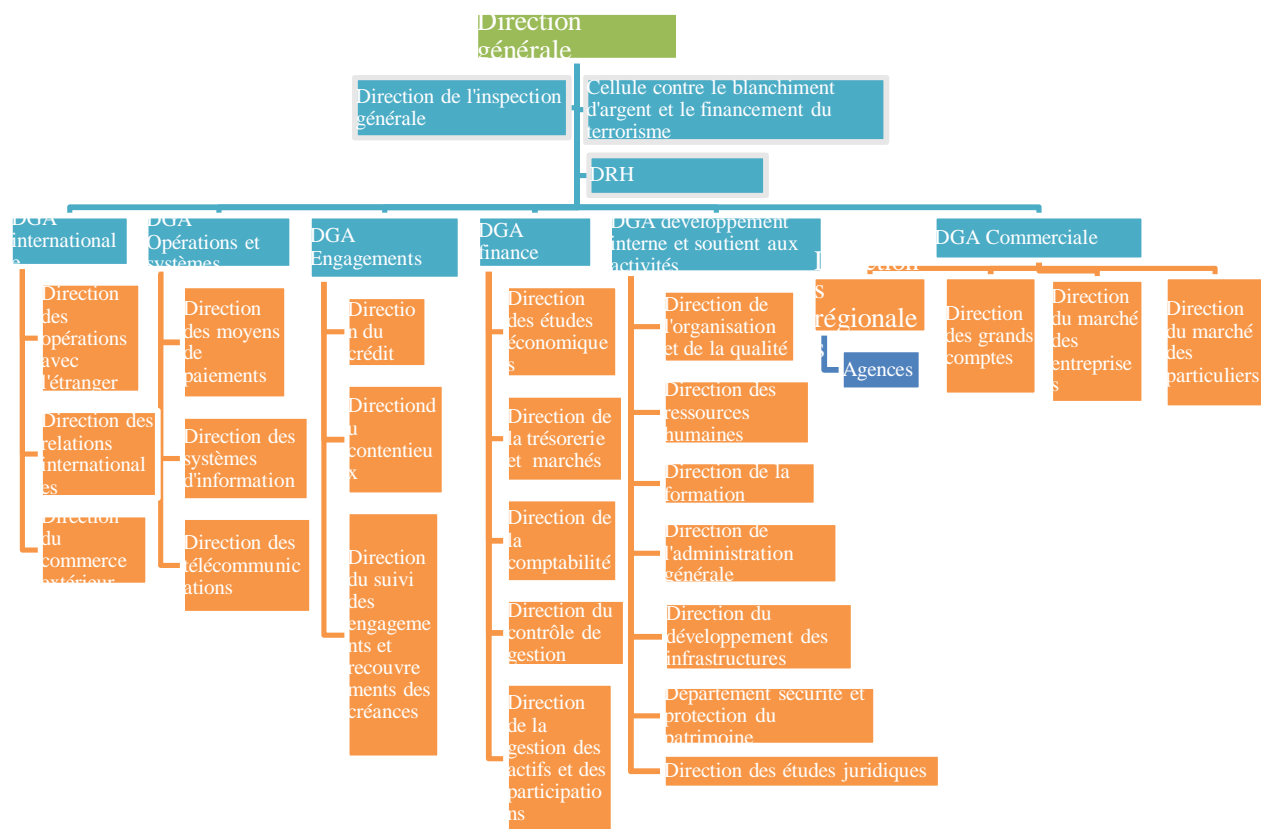 Direction
générale
Direction de l'inspection
générale
Cellule contre le blanchiment
d'argent et le financement du
terrorisme
DRH
DGA
international
e
DGA
Opérations et
systèmes
DGA
Engagements
DGA
finance
DGA développement
interne et soutient aux
activités
DGA Commerciale
Direction
des
opérations
avec
l'étranger
Direction des
relations
international
es
Direction
du
commerce
extérieur
Direction
des moyens
de
paiements
Direction des
systèmes
d'information
Direction des
télécommunic
ations
Directio
n du
crédit
Directiond
u
contentieu
x
Direction
du suivi
des
engageme
nts et
recouvre
ments des
créances
Direction
des études
économique
s
Direction de
la trésorerie
et marchés
Direction de
la
comptabilité
Direction du
contrôle de
gestion
Direction
de la
gestion des
actifs et des
participatio
ns
Direction de
l'organisation
et de la qualité
Direction des
ressources
humaines
Direction de la
formation
Direction de
l'administration
générale
Direction du
développement des
infrastructures
Département sécurité et
protection du
patrimoine
Direction des études juridiques
Direction
s
régionale
s
Agences
Direction
des grands
comptes
Direction
du marché
des
entreprise
s
Direction
du marché
des
particuliers